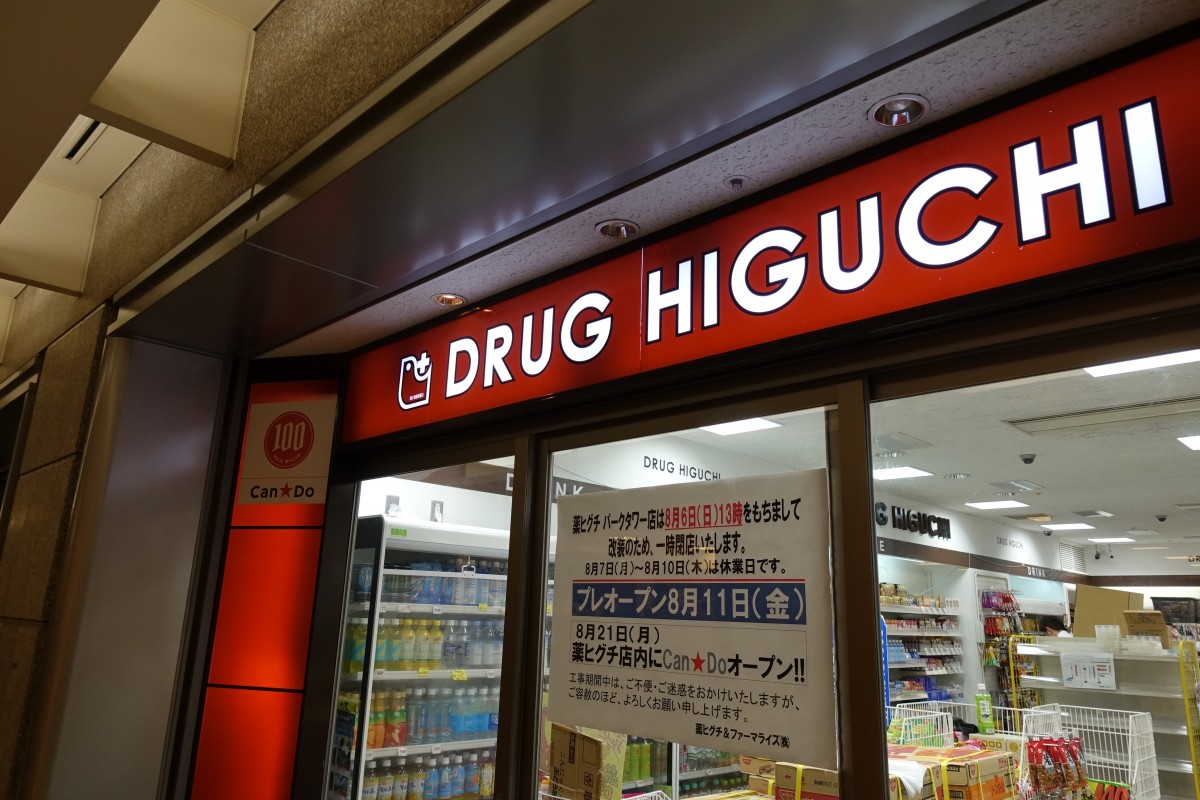 DRUG HIGUCHI
100
Can★Do
DRINK
DRUG HIGUCHI
薬ヒグチ パークタワー店は8月6日(日)13時をもちまして
改装のため、一時閉店いたします。
8月7日(月)～8月10日(木)は休業日です。
プレオープン8月11日(金)
8月21日(月)
薬ヒグチ店内にCan★Doオープン!!
工事期間中は、ご不便・ご迷惑をおかけいたしますが、
ご容赦のほど、よろしくお願い申し上げます。
薬ヒグチ&ファーマライズ㈱
G HIGUCHI
DRUG HIGUCHI
DRINK